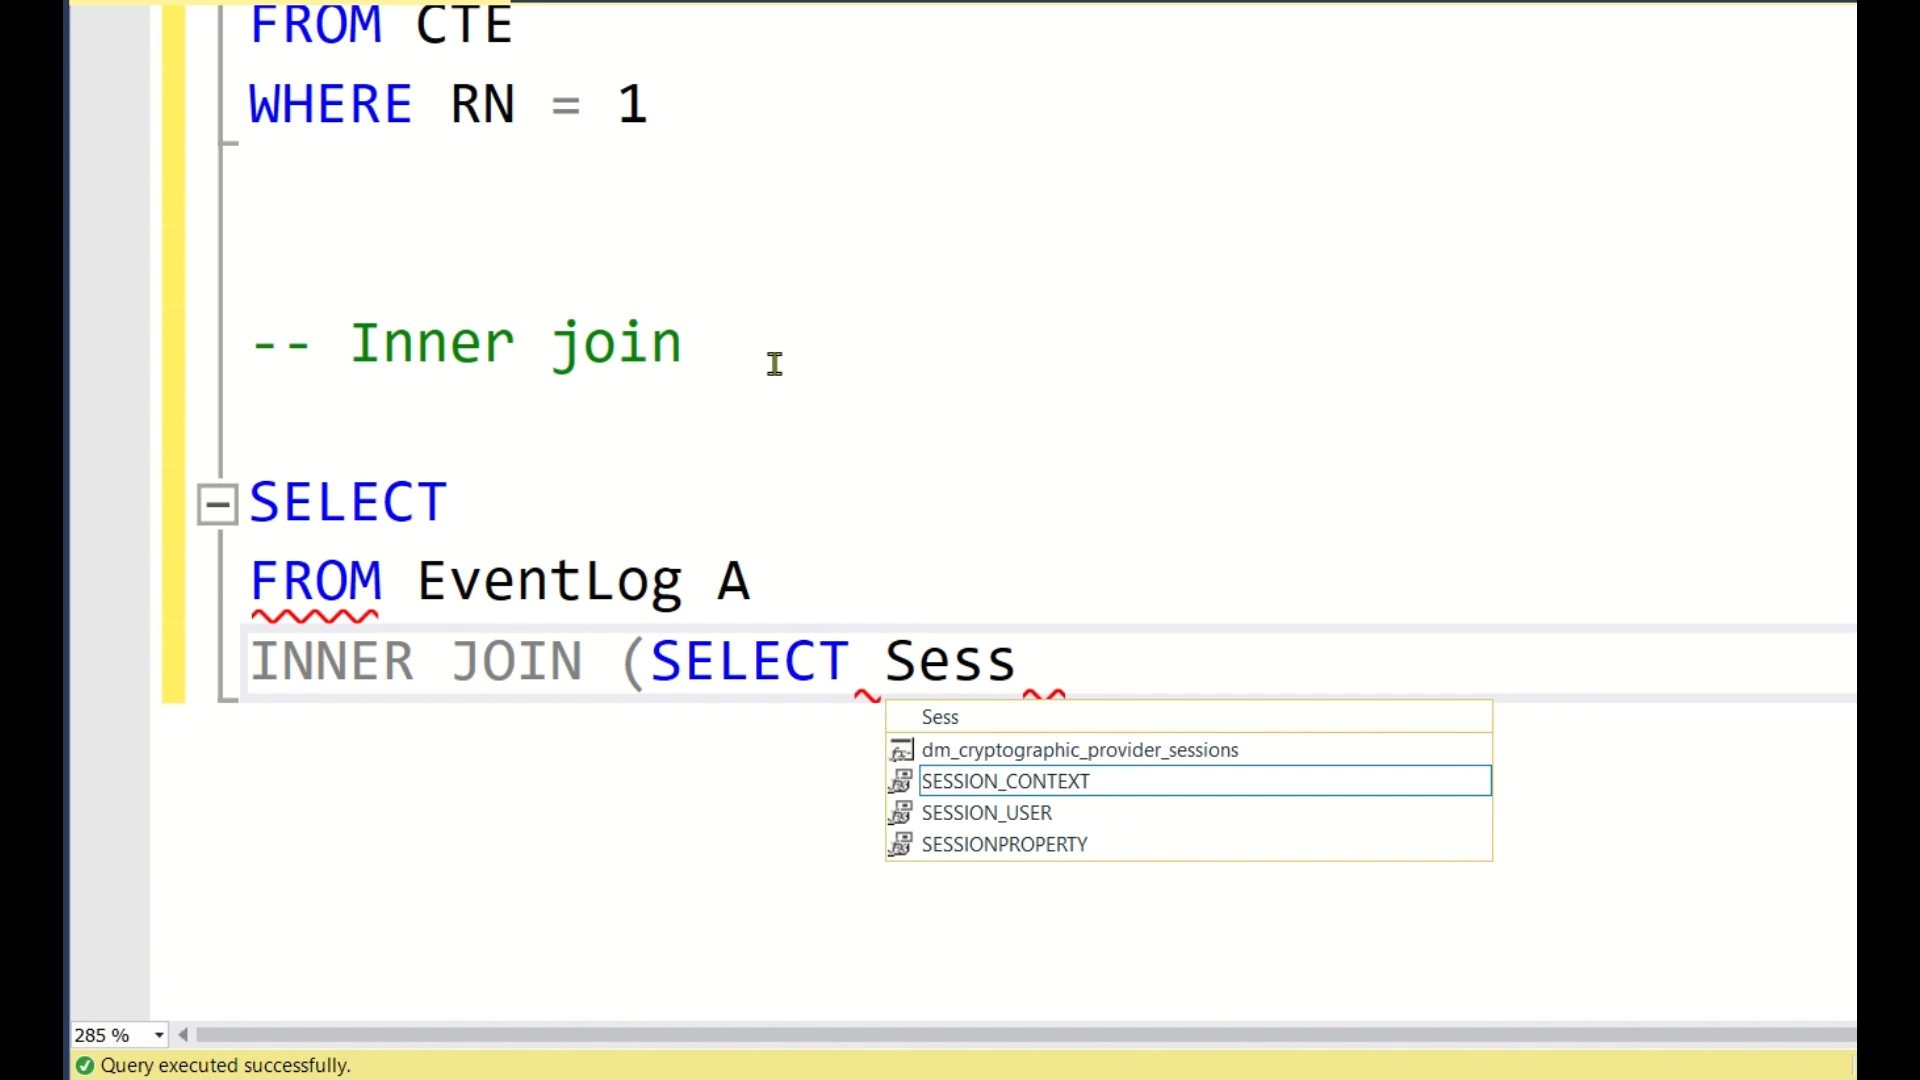 FROM CTE
WHERE RN = 1
-- Inner join
SELECT
FROM EventLog A
INNER JOIN (SELECT Sess
Sess
dm_cryptographic_provider_sessions
SESSION_CONTEXT
SESSION_USER
SESSIONPROPERTY
285 %
Query executed successfully.